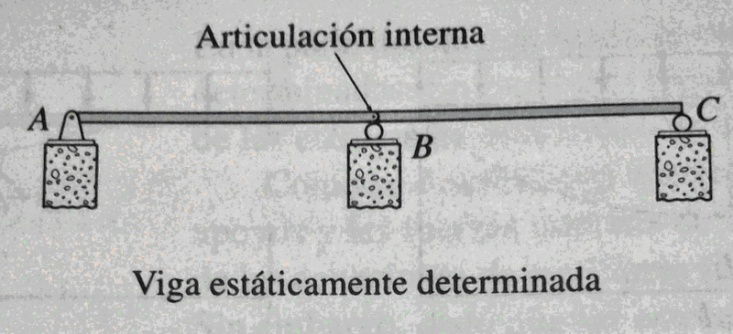 Articulación interna
A
B
C
Viga estáticamente determinada